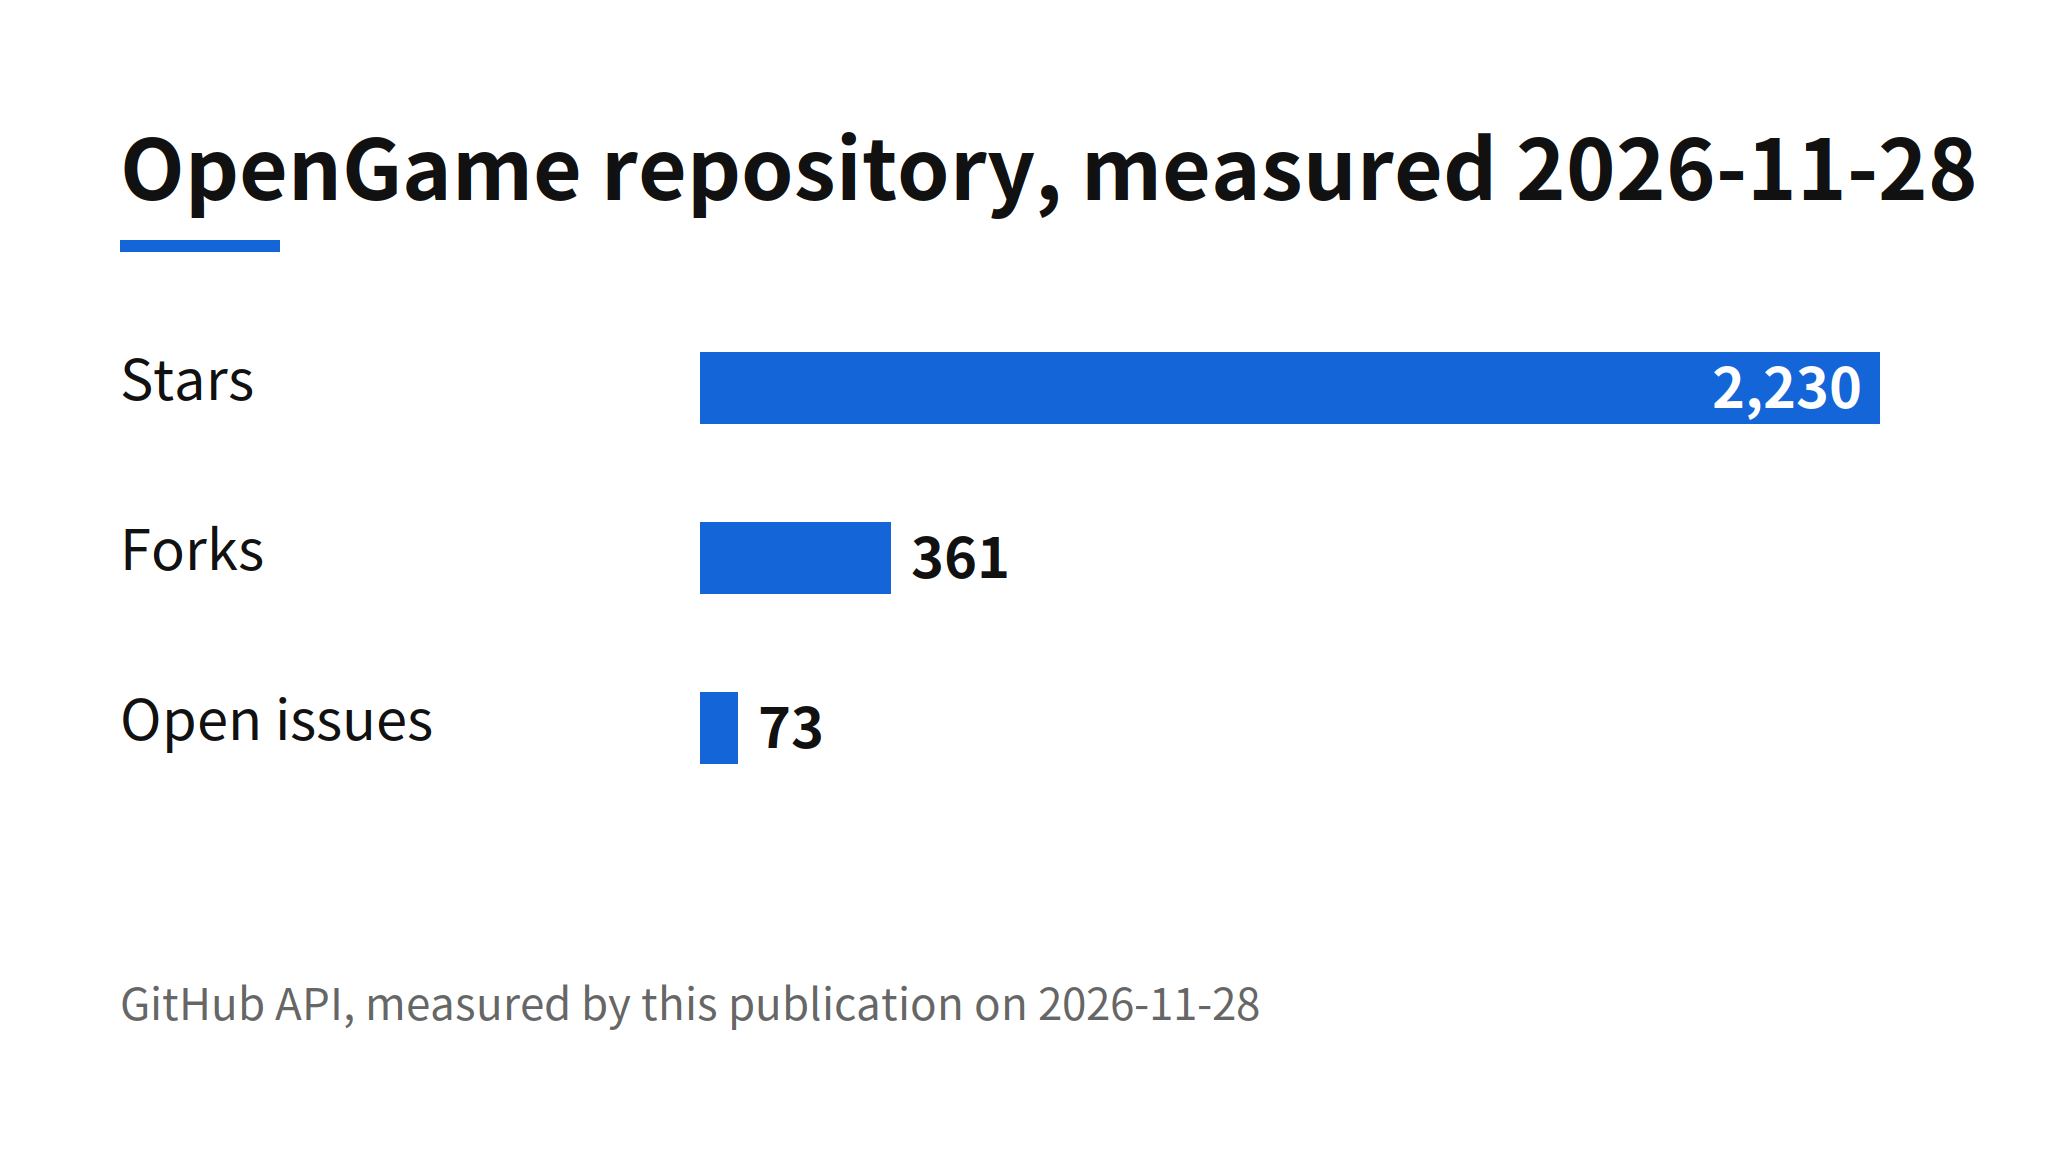 OpenGame repository, measured 2026-11-28
Stars 2,230
Forks 361
Open issues 73
GitHub API, measured by this publication on 2026-11-28